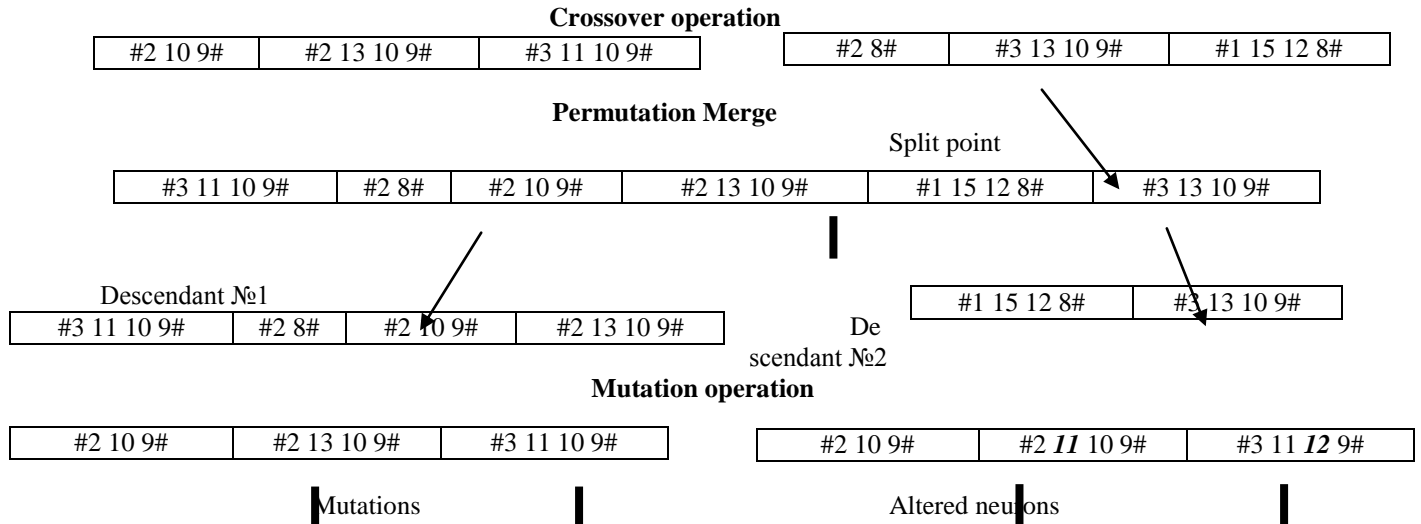 Crossover operation
#2 10 9# #2 13 10 9# #3 11 10 9# #2 8# #3 13 10 9# #1 15 12 8#
Permutation Merge
Split point
#3 11 10 9# #2 8# #2 10 9# #2 13 10 9# #1 15 12 8# #3 13 10 9#
Descendant №1
#3 11 10 9# #2 8# #2 10 9# #2 13 10 9#
#1 15 12 8# #3 13 10 9#
De
scendant №2
Mutation operation
#2 10 9# #2 13 10 9# #3 11 10 9# #2 10 9# #2 11 10 9# #3 11 12 9#
Mutations Altered neurons